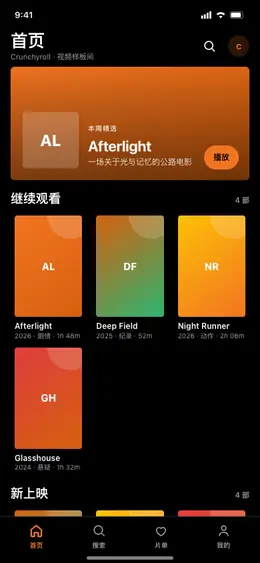 9:41
首页
Crunchyroll · 视频样板间
C
AL
本周精选
Afterlight
一场关于光与记忆的公路电影
播放
继续观看
4 部
AL
DF
NR
Afterlight
Deep Field
Night Runner
2026 · 剧情 · 1h 48m
2025 · 纪录 · 52m
2026 · 动作 · 2h 06m
GH
Glasshouse
2024 · 悬疑 · 1h 32m
新上映
4 部
首页
搜索
片单
我的